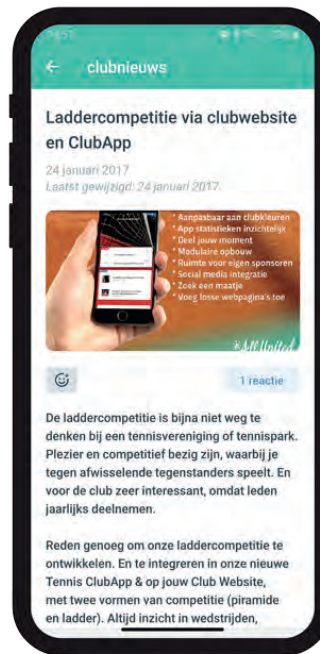 14:57
clubnieuws
Laddercompetitie via clubwebsite
en ClubApp
24 januari 2017
Laatst gewijzigd: 24 januari 2017.
* Aanpasbaar aan clubkleuren
* App statistieken inzichtelijk
* Deel jouw moment
* Modulaire opbouw
* Ruimte voor eigen sponsoren
* Social media integratie
* Zoek een maatje
* Voeg losse webpagina's toe
AllUnited
1 reactie
De laddercompetitie is bijna niet weg te
denken bij een tennisvereniging of tennispark.
Plezier en competitief bezig zijn, waarbij je
tegen afwisselende tegenstanders speelt. En
voor de club zeer interessant, omdat leden
jaarlijks deelnemen.
Reden genoeg om onze laddercompetitie te
ontwikkelen. En te integreren in onze nieuwe
Tennis ClubApp & op jouw Club Website,
met twee vormen van competitie (piramide
en ladder). Altijd inzicht in wedstrijden,